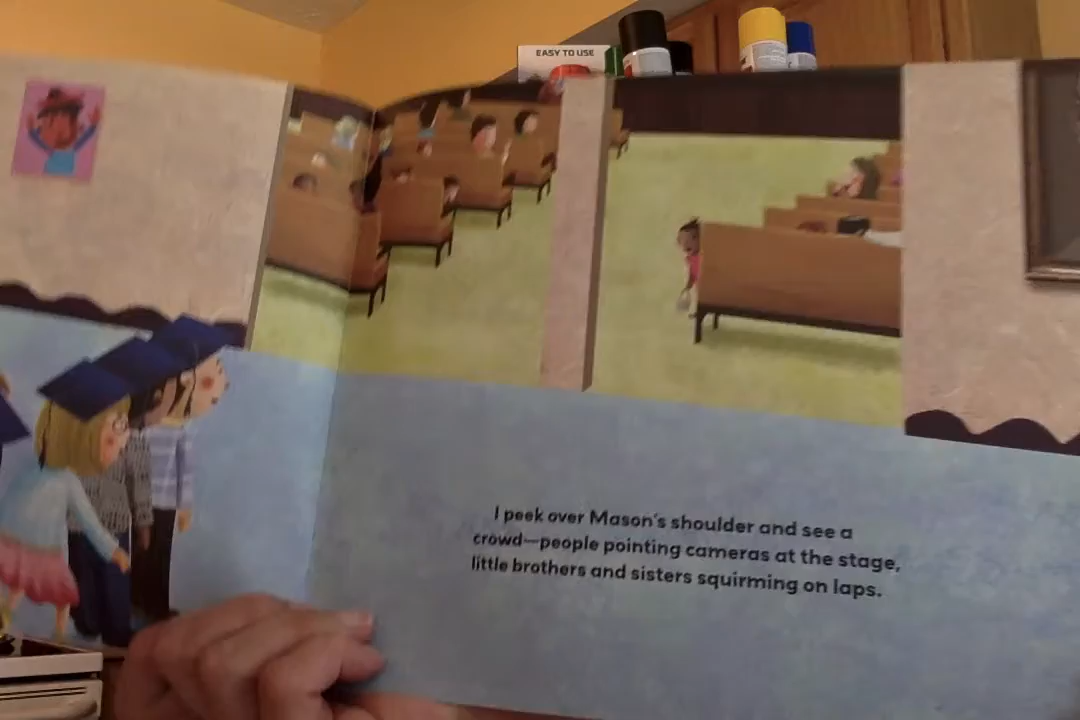 EASY TO USE
I peek over Mason's shoulder and see a
crowd—people pointing cameras at the stage,
little brothers and sisters squirming on laps.